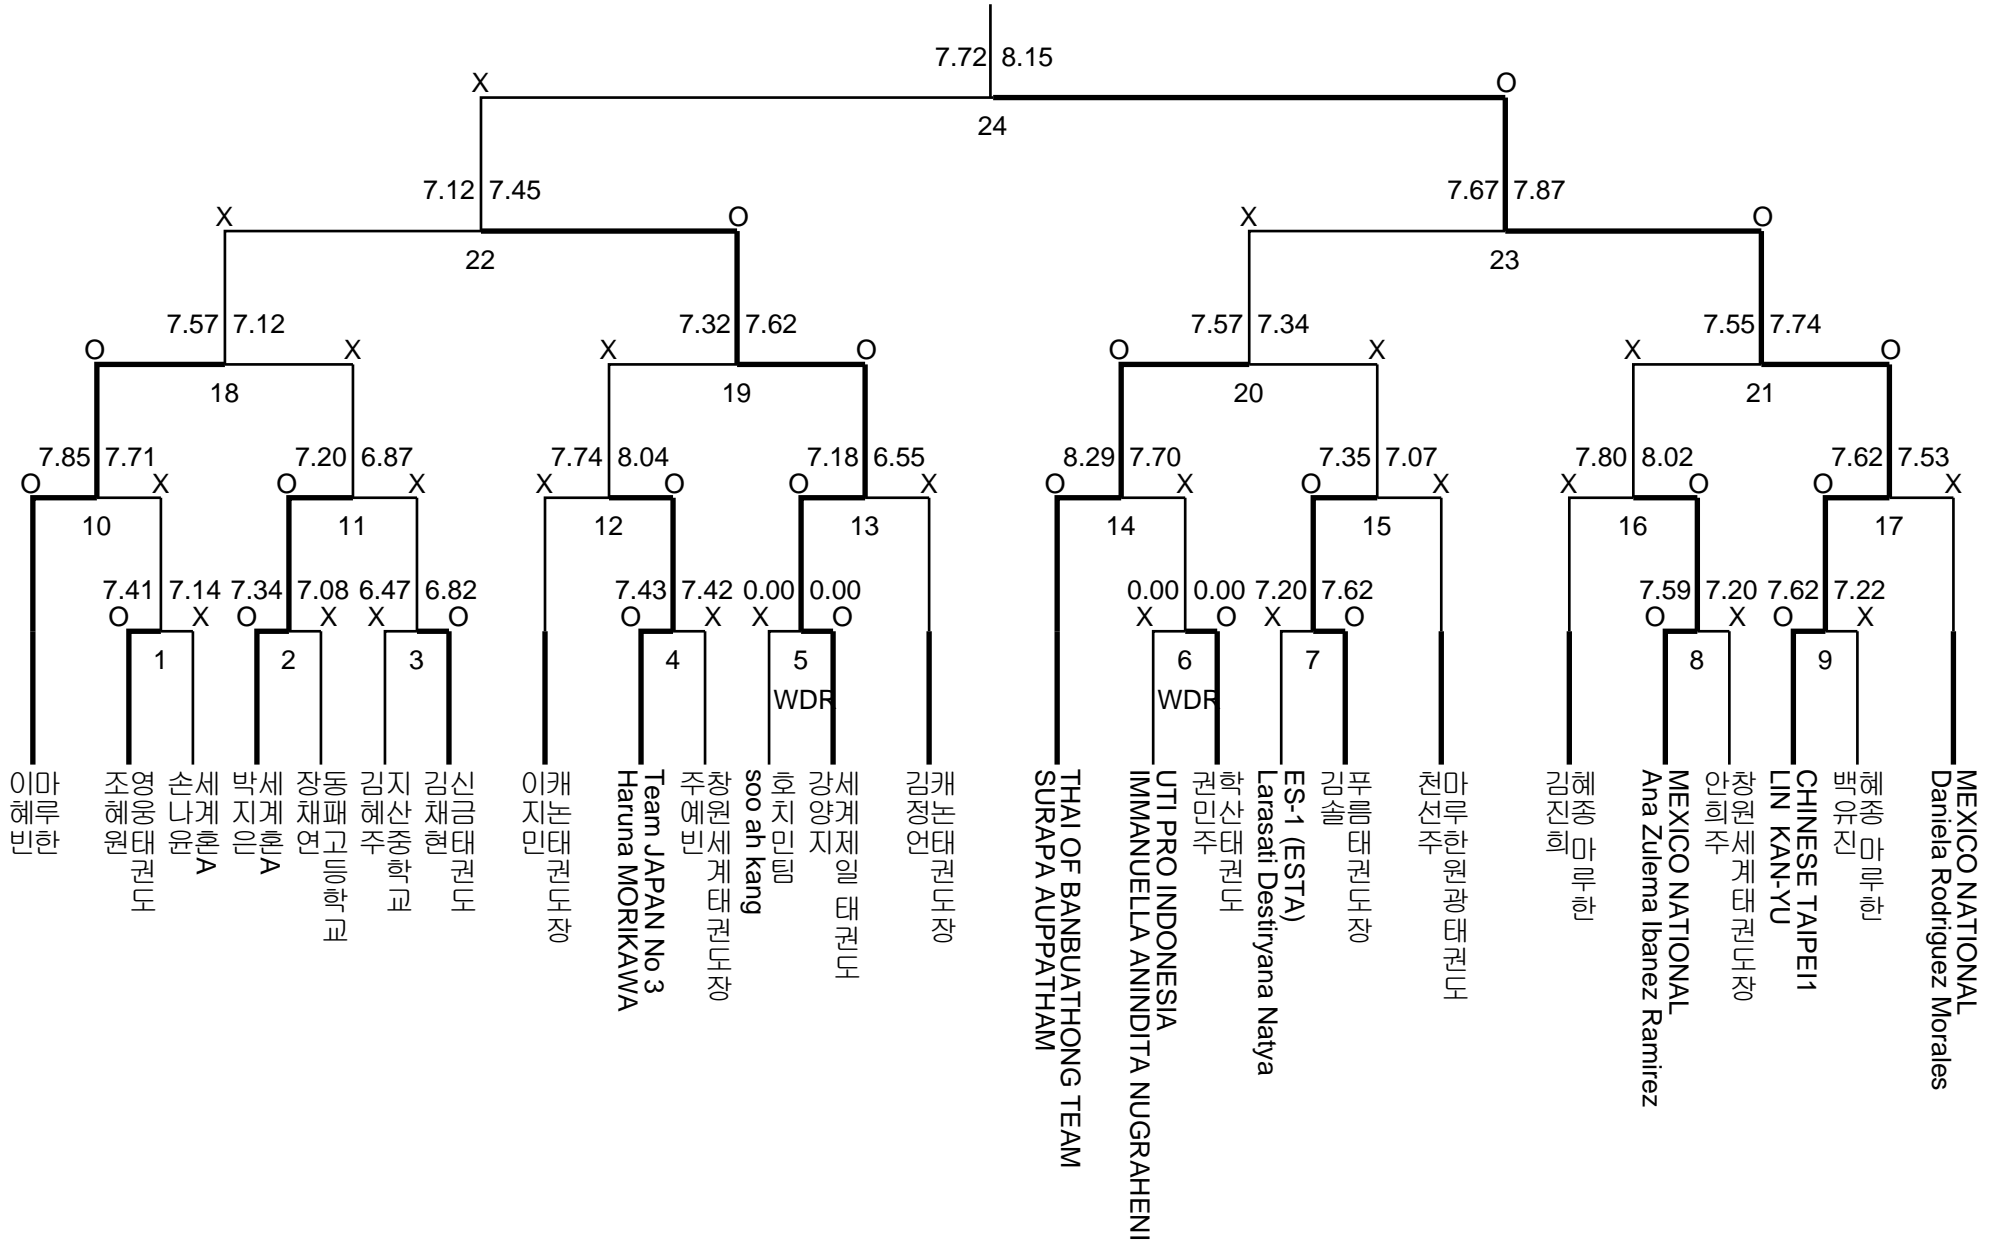 7.72 8.15
X O
24
7.12 7.45 7.67 7.87
X O X O
22 23
7.57 7.12 7.32 7.62 7.57 7.34 7.55 7.74
O X X O O X X O
18 19 20 21
7.85 7.71 7.20 6.87 7.74 8.04 7.18 6.55 8.29 7.70 7.35 7.07 7.80 8.02 7.62 7.53
O X O X X O O X O X O X X O O X
10 11 12 13 14 15 16 17
7.41 7.14 7.34 7.08 6.47 6.82 7.43 7.42 0.00 0.00 0.00 0.00 7.20 7.62 7.59 7.20 7.62 7.22
O X O X X O O X X O X O X O O X O X
1 2 3 4 5 6 7 8 9
WDR WDR
마루한
이혜빈
영웅태권도
조혜원
세계혼A
손나윤
세계혼A
박지은
동패고등학교
장채연
지산중학교
김혜주
신금태권도
김채현
캐논태권도장
이지민
Team JAPAN No 3
Haruna MORIKAWA
창원세계태권도장
주예빈
호치민팀
soo ah kang
세계제일 태권도
강양지
캐논태권도장
김정언
THAI OF BANBUATHONG TEAM
SURAPA AUPPATHAM
UTI PRO INDONESIA
IMMANUELLA ANINDITA NUGRAHENI
학산태권도
권민주
ES-1 (ESTA)
Larasati Destiryana Natya
푸름태권도장
김솔
마루한원광태권도
천선주
혜종 마루한
김진희
MEXICO NATIONAL
Ana Zulema Ibanez Ramirez
창원세계태권도장
안희주
CHINESE TAIPEI1
LIN KAN-YU
혜종 마루한
백유진
MEXICO NATIONAL
Daniela Rodriguez Morales